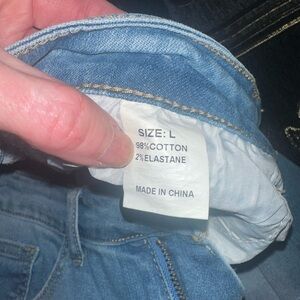 SIZE: L
98%COTTON
2%ELASTANE
MADE IN CHINA